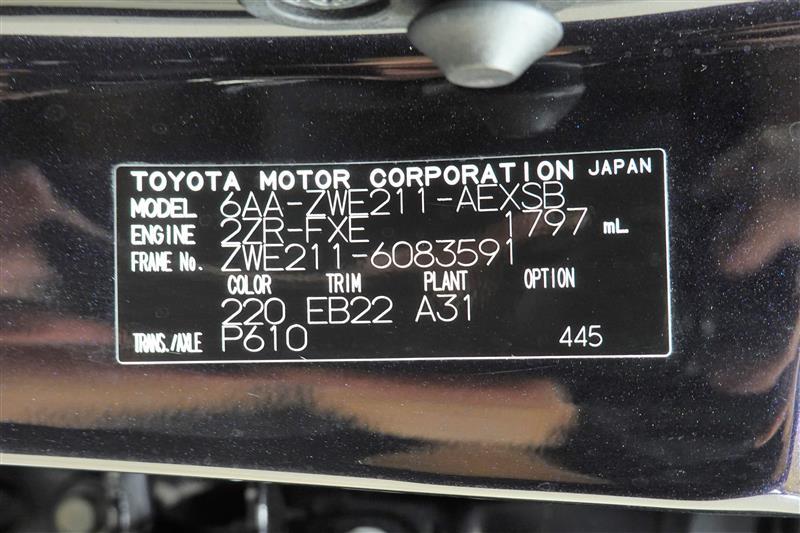 TOYOTA MOTOR CORPORATION JAPAN
MODEL 6AA-ZWE211-AEXSB
ENGINE 2ZR-FXE 1797 mL
FRAME No. ZWE211-6083591
COLOR TRIM PLANT OPTION
220 EB22 A31
TRANS./AXLE P610 445